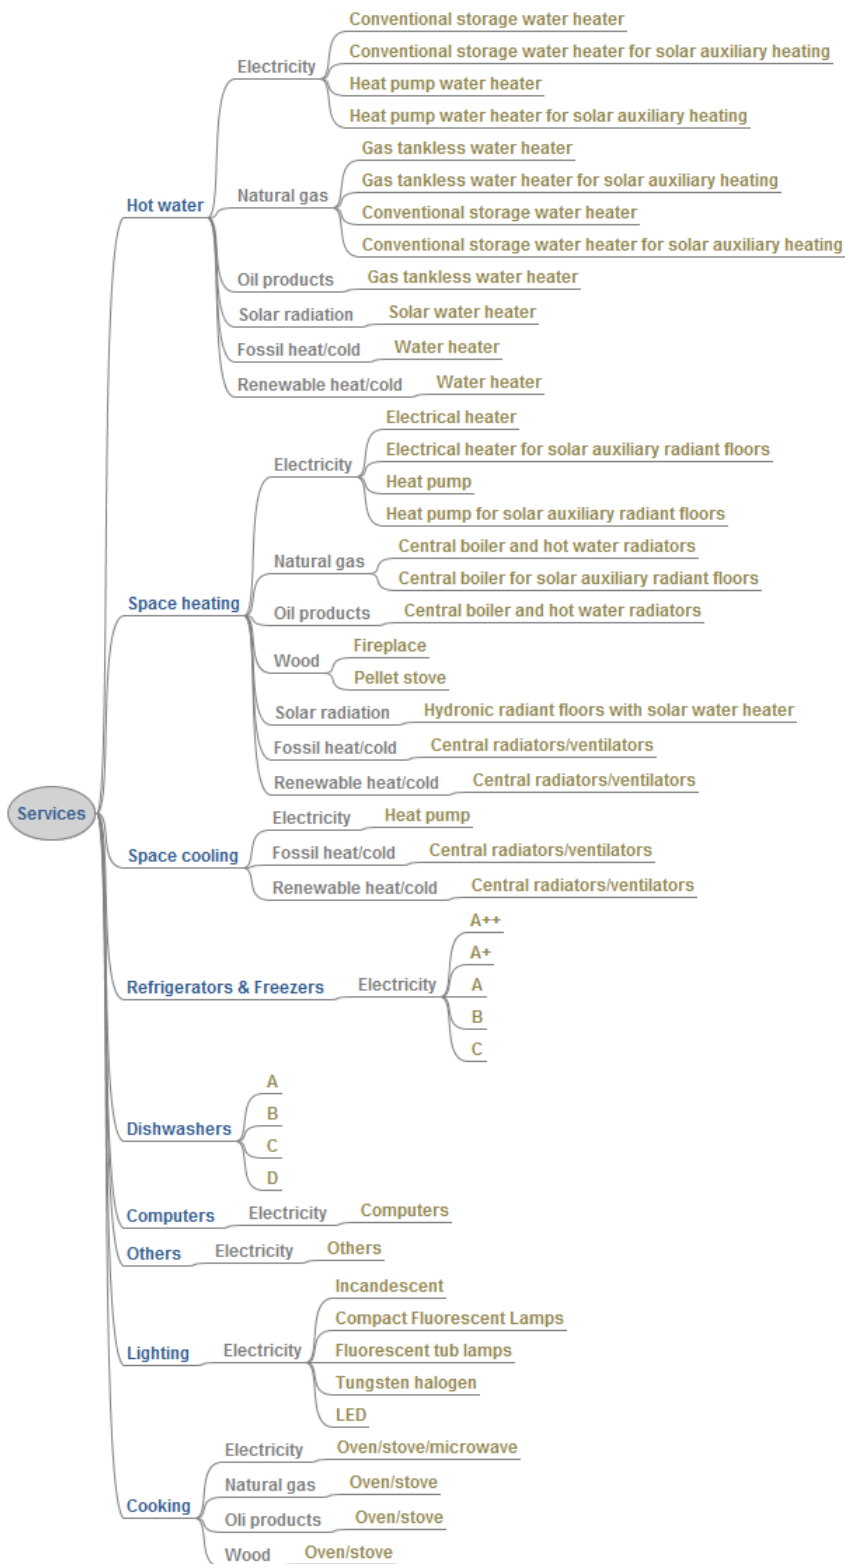 Services
Hot water
Electricity
Conventional storage water heater
Conventional storage water heater for solar auxiliary heating
Heat pump water heater
Heat pump water heater for solar auxiliary heating
Natural gas
Gas tankless water heater
Gas tankless water heater for solar auxiliary heating
Conventional storage water heater
Conventional storage water heater for solar auxiliary heating
Oil products
Gas tankless water heater
Solar radiation
Solar water heater
Fossil heat/cold
Water heater
Renewable heat/cold
Water heater
Space heating
Electricity
Electrical heater
Electrical heater for solar auxiliary radiant floors
Heat pump
Heat pump for solar auxiliary radiant floors
Natural gas
Central boiler and hot water radiators
Central boiler for solar auxiliary radiant floors
Oil products
Central boiler and hot water radiators
Wood
Fireplace
Pellet stove
Solar radiation
Hydronic radiant floors with solar water heater
Fossil heat/cold
Central radiators/ventilators
Renewable heat/cold
Central radiators/ventilators
Space cooling
Electricity
Heat pump
Fossil heat/cold
Central radiators/ventilators
Renewable heat/cold
Central radiators/ventilators
Refrigerators & Freezers
Electricity
A++
A+
A
B
C
Dishwashers
A
B
C
D
Computers
Electricity
Computers
Others
Electricity
Others
Lighting
Electricity
Incandescent
Compact Fluorescent Lamps
Fluorescent tub lamps
Tungsten halogen
LED
Cooking
Electricity
Oven/stove/microwave
Natural gas
Oven/stove
Oli products
Oven/stove
Wood
Oven/stove